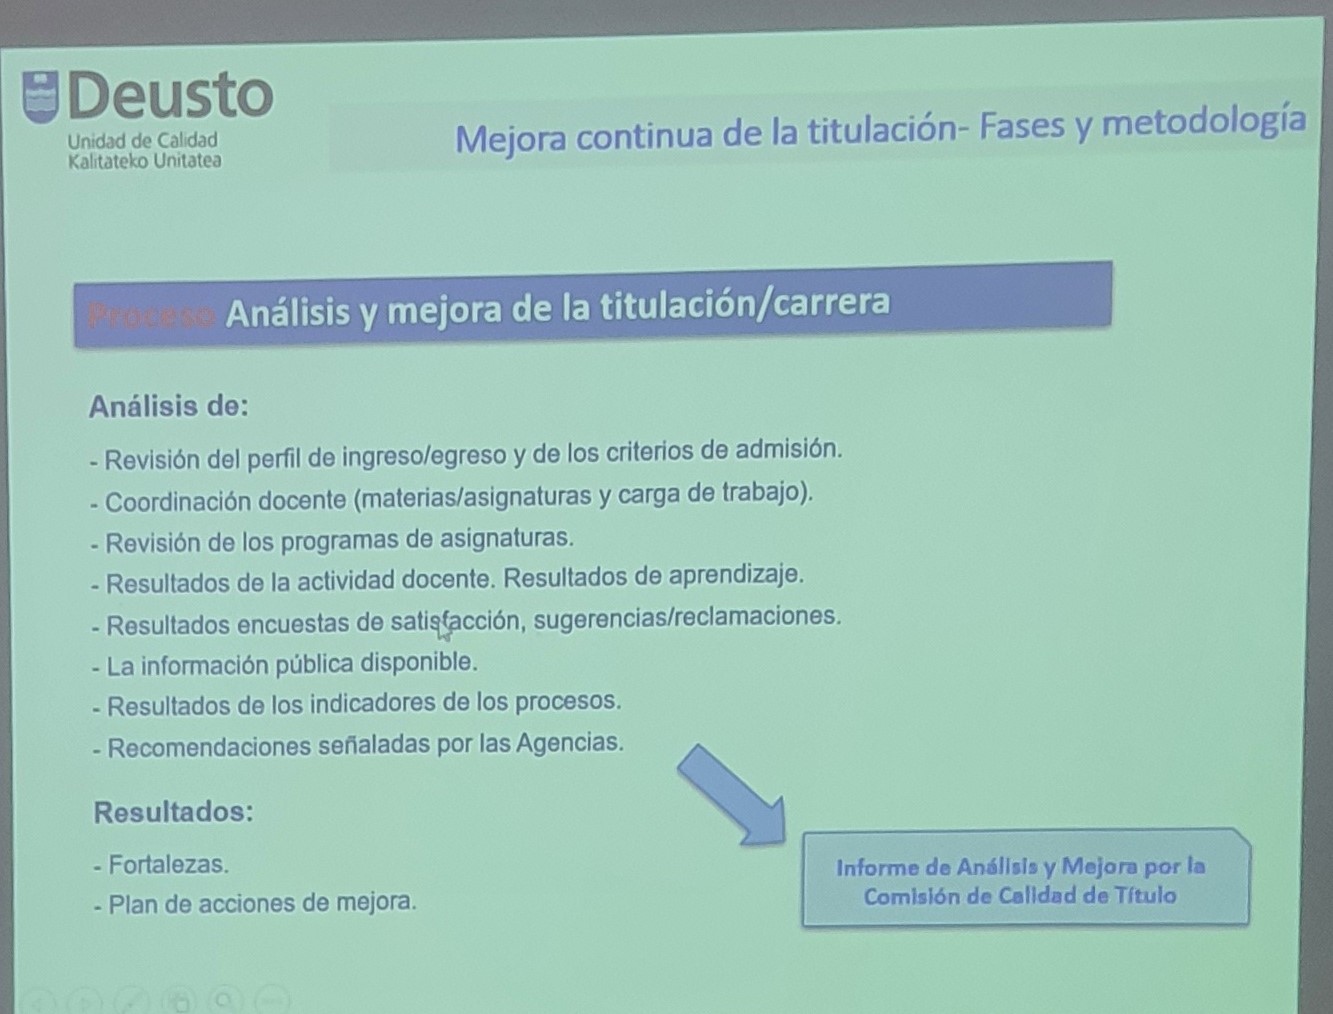 Deusto
Unidad de Calidad
Kalitateko Unitatea
Mejora continua de la titulación- Fases y metodología
Proceso Análisis y mejora de la titulación/carrera
Análisis de:
- Revisión del perfil de ingreso/egreso y de los criterios de admisión.
- Coordinación docente (materias/asignaturas y carga de trabajo).
- Revisión de los programas de asignaturas.
- Resultados de la actividad docente. Resultados de aprendizaje.
- Resultados encuestas de satisfacción, sugerencias/reclamaciones.
- La información pública disponible.
- Resultados de los indicadores de los procesos.
- Recomendaciones señaladas por las Agencias.
Resultados:
- Fortalezas.
- Plan de acciones de mejora.
Informe de Análisis y Mejora por la
Comisión de Calidad de Título